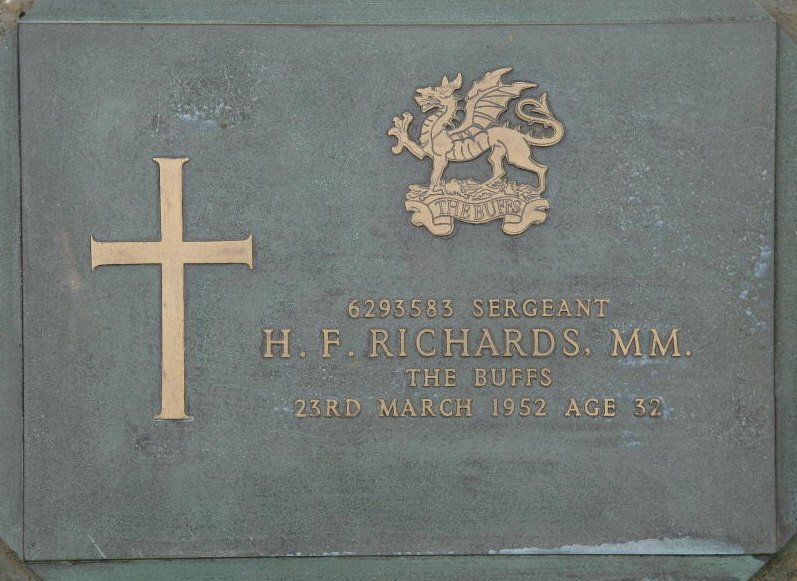 THE BUFFS
6293583 SERGEANT
H. F. RICHARDS, MM.
THE BUFFS
23RD MARCH 1952 AGE 32